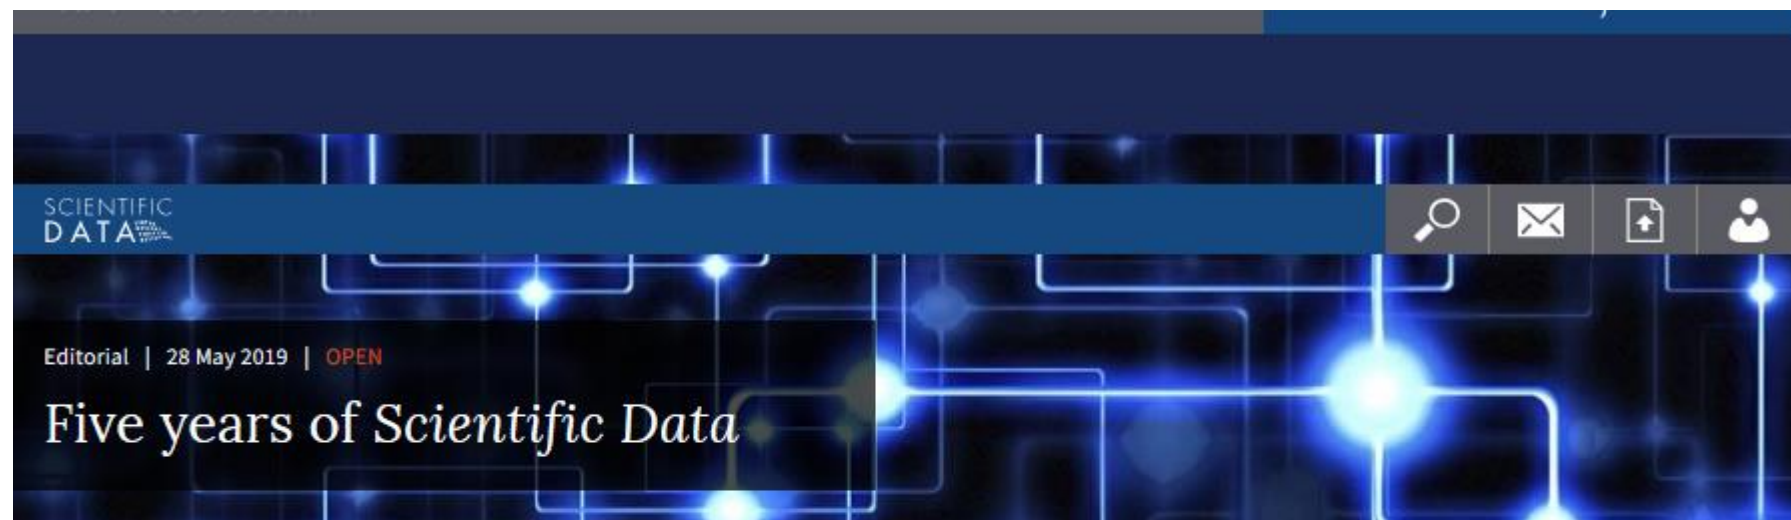 SCIENTIFIC
DATA
Editorial | 28 May 2019 | OPEN
Five years of Scientific Data